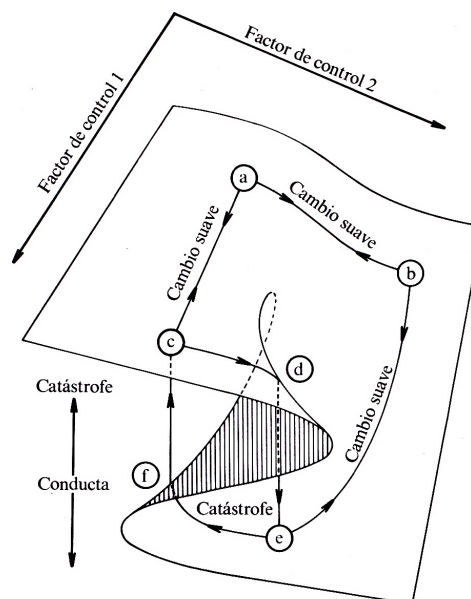 Factor de control 2
Factor de control 1
a
Cambio suave
Cambio suave
b
c
d
Catástrofe
Cambio suave
f
Conducta
Catástrofe
e